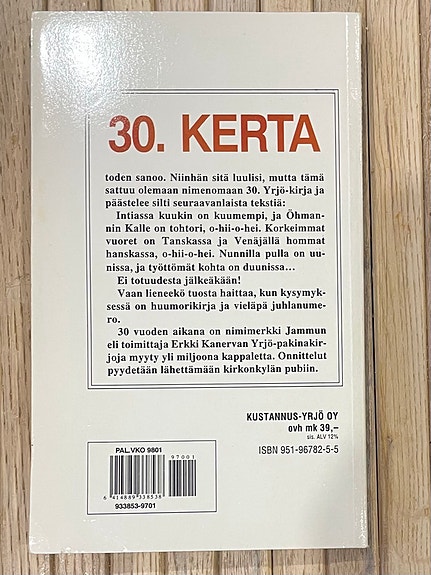 30. KERTA
toden sanoo. Niinhän sitä luulisi, mutta tämä
sattuu olemaan nimenomaan 30. Yrjö-kirja ja
päästelee silti seuraavanlaista tekstiä:
Intiassa kuukin on kuumempi, ja Öhman-
nin Kalle on tohtori, o-hii-o-hei. Korkeimmat
vuoret on Tanskassa ja Venäjällä hommat
hanskassa, o-hii-o-hei. Nunnilla pulla on uu-
nissa, ja työttömät kohta on duunissa...
Ei totuudesta jälkeäkään!
Vaan lieneekö tuosta haittaa, kun kysymyk-
sessä on huumorikirja ja vieläpä juhlanume-
ro.
30 vuoden aikana on nimimerkki Jammun
eli toimittaja Erkki Kanervan Yrjö-pakinakir-
joja myyty yli miljoona kappaletta. Onnittelut
pyydetään lähettämään kirkonkylän pubiin.
KUSTANNUS-YRJÖ OY
ovh mk 39,–
sis. ALV 12%
ISBN 951-96782-5-5
PAL.VKO 9801
97001
6 414889 338538
933853-9701